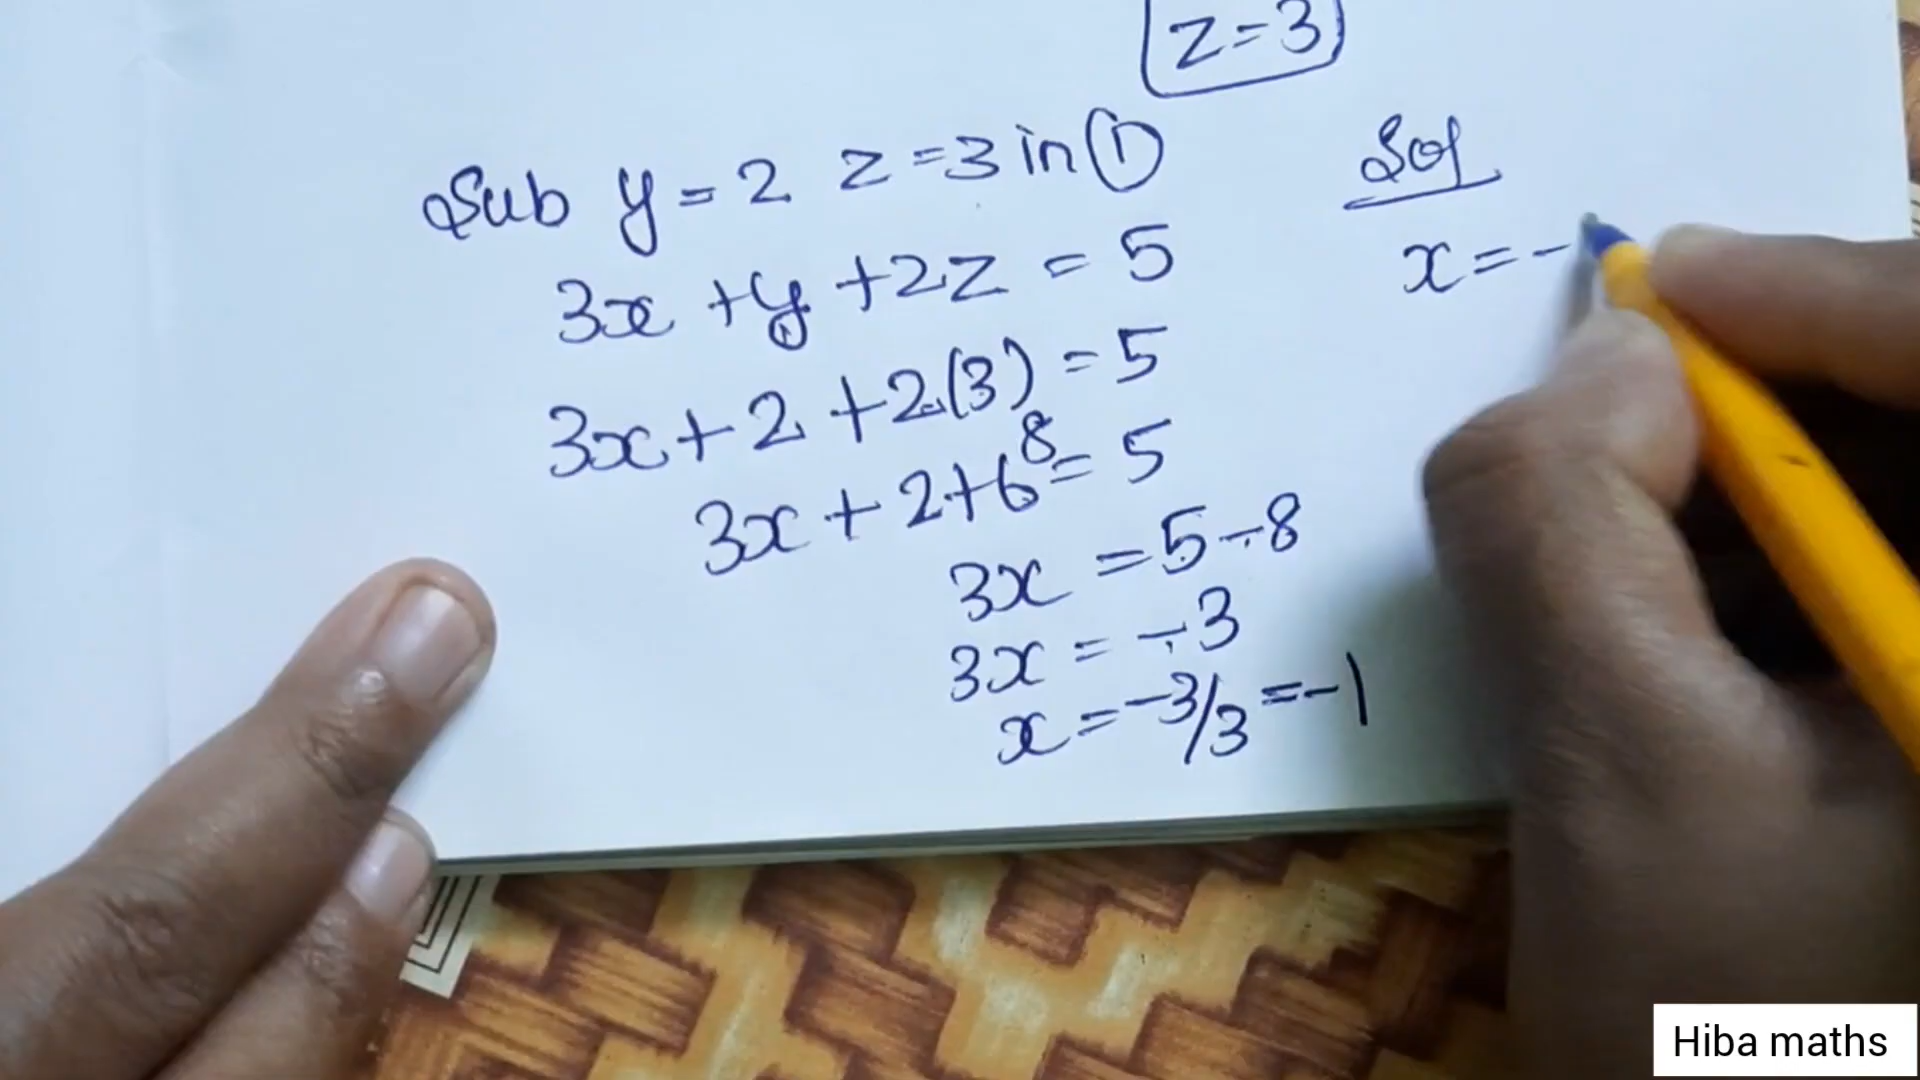 z=3
Sub y=2 z=3 in ①
3x+y+2z=5
3x+2+2(3)=5
8
3x+2+6=5
3x=5-8
3x=-3
x=-3/3=-1
Sol
x=-
Hiba maths